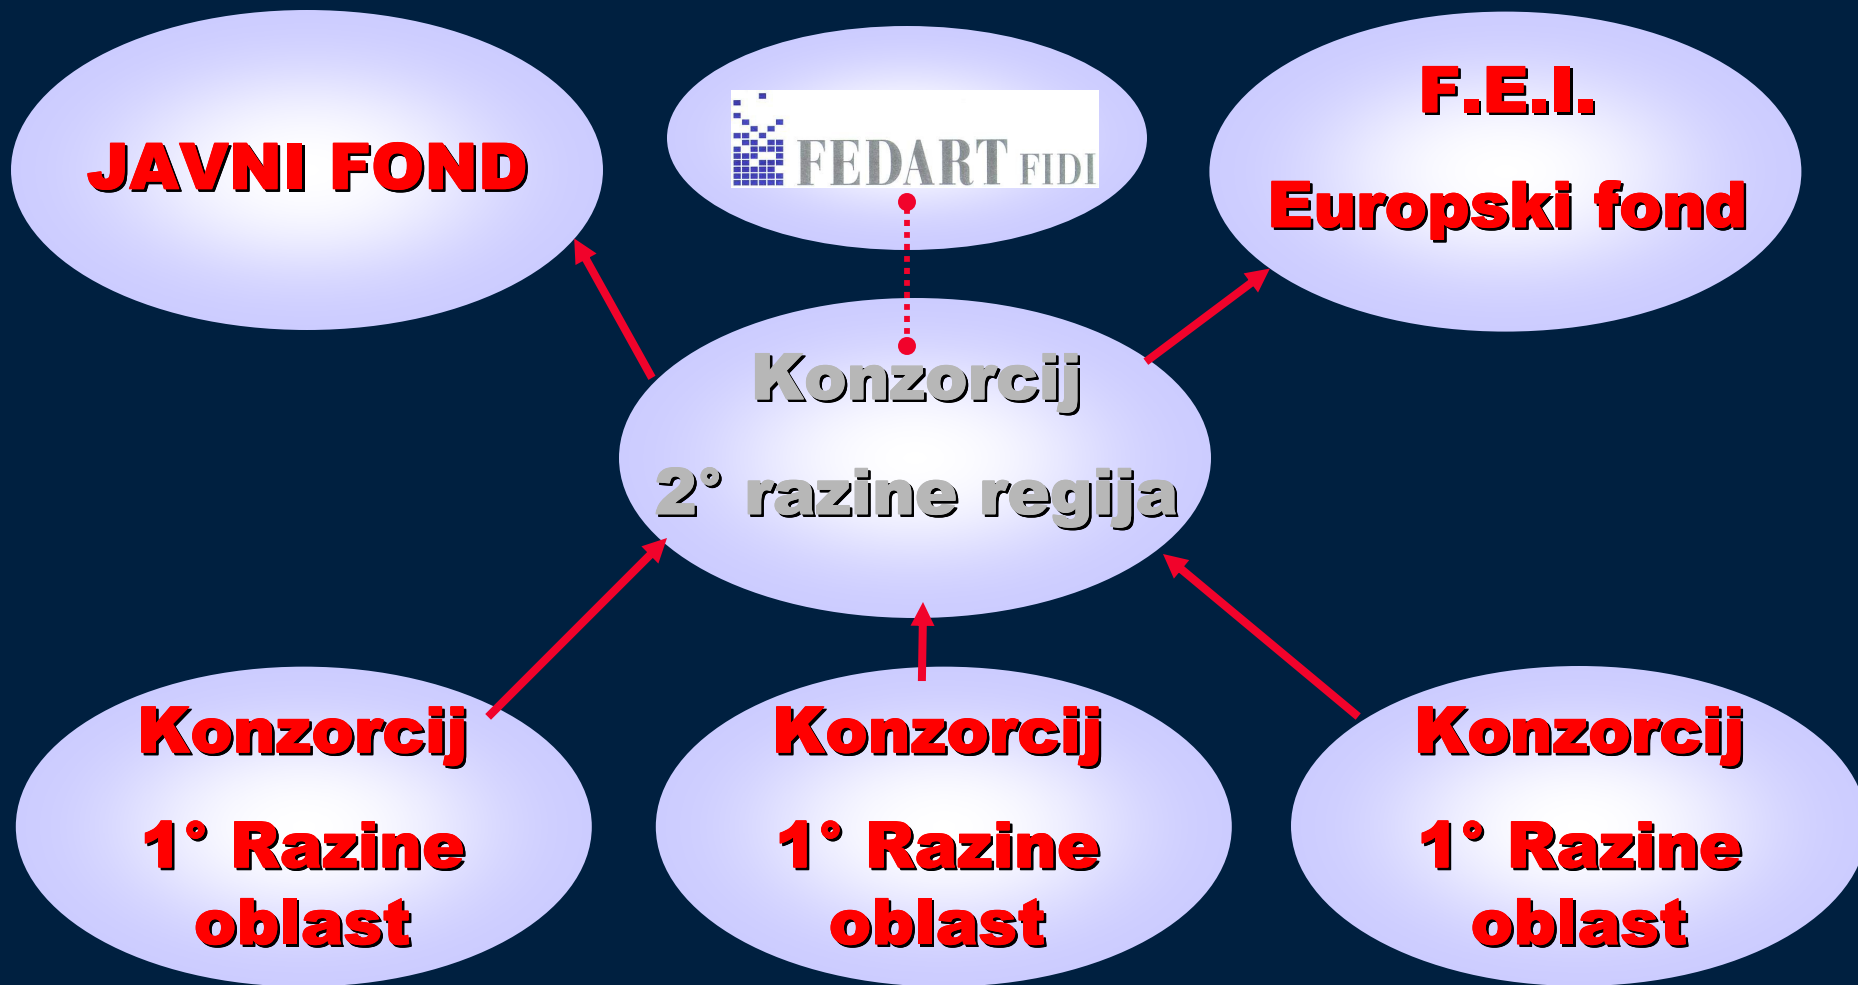 JAVNI FOND
FEDART FIDI
F.E.I.
Europski fond
Konzorcij
2° razine regija
Konzorcij
1° Razine
oblast
Konzorcij
1° Razine
oblast
Konzorcij
1° Razine
oblast